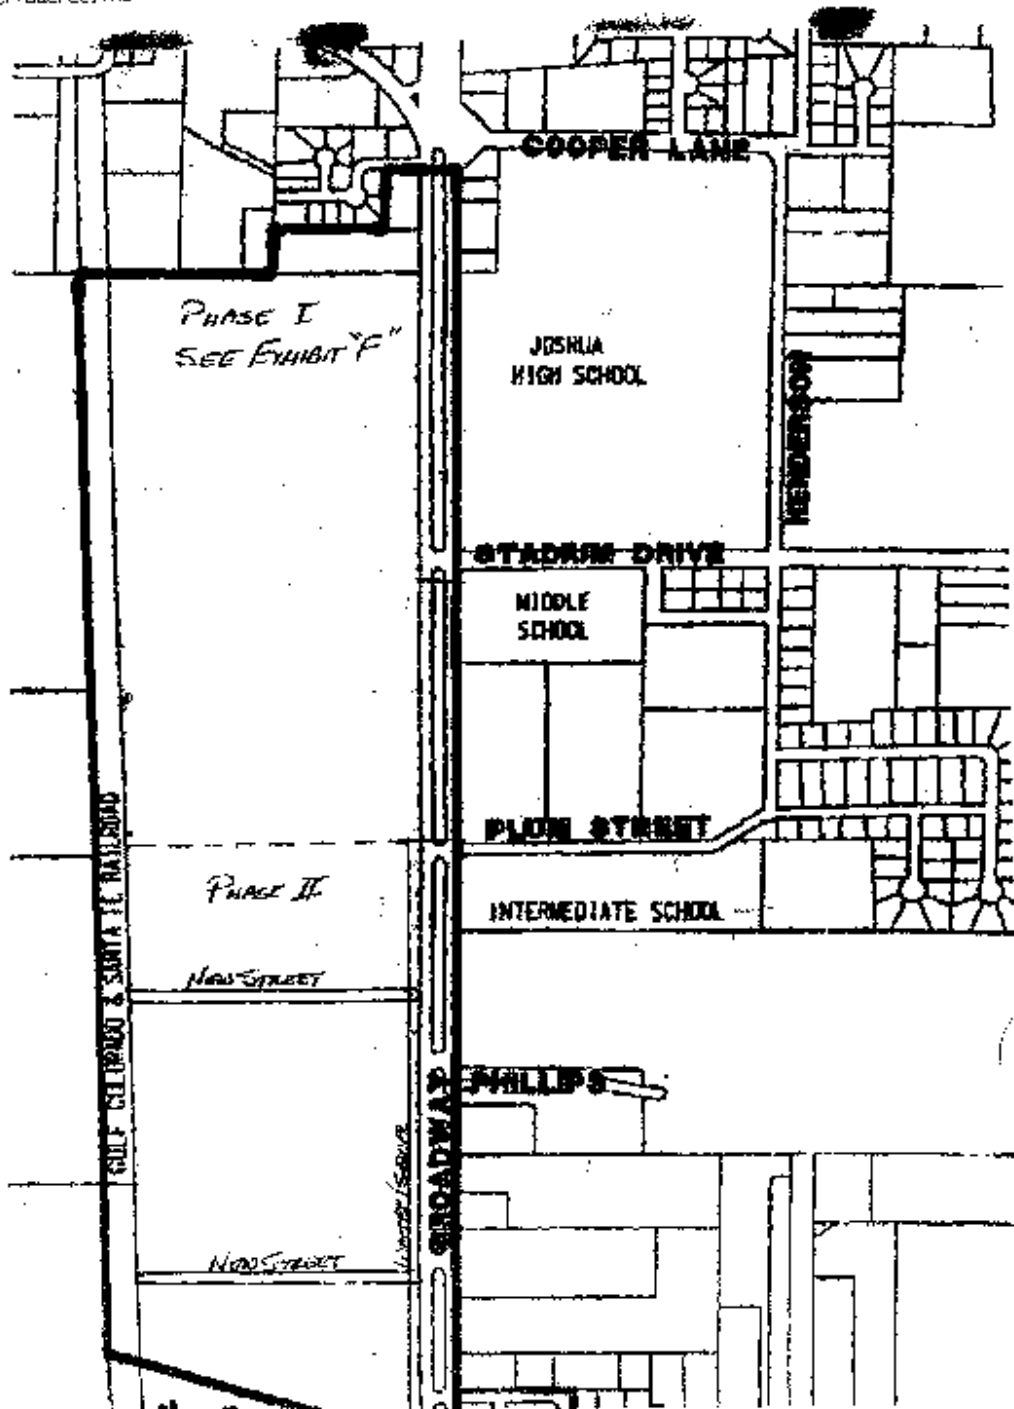 COOPER LANE
PHASE I
SEE EXHIBIT "F"
JOSHUA
HIGH SCHOOL
HENDERSON
STADIUM DRIVE
MIDDLE
SCHOOL
PLUM STREET
PHASE II
INTERMEDIATE SCHOOL
NEW STREET
GULF COLORADO & SANTA FE RAILROAD
PHILLIPS
BROADWAY
NEW STREET